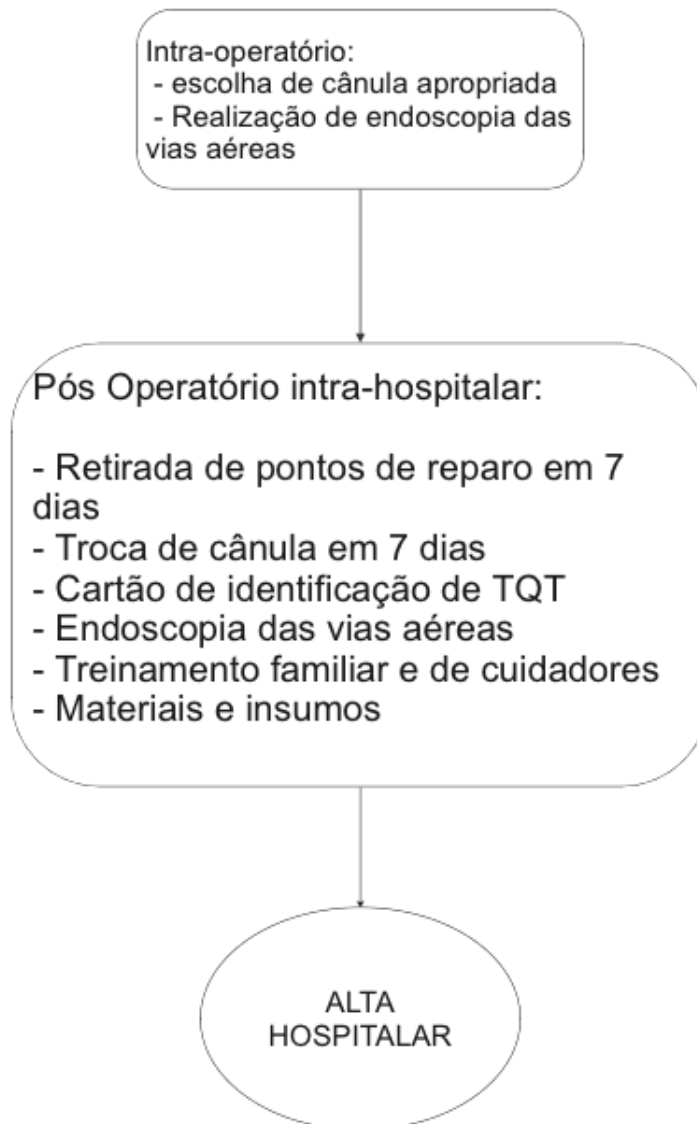 Intra-operatório:
- escolha de cânula apropriada
- Realização de endoscopia das
vias aéreas
Pós Operatório intra-hospitalar:
- Retirada de pontos de reparo em 7
dias
- Troca de cânula em 7 dias
- Cartão de identificação de TQT
- Endoscopia das vias aéreas
- Treinamento familiar e de cuidadores
- Materiais e insumos
ALTA
HOSPITALAR